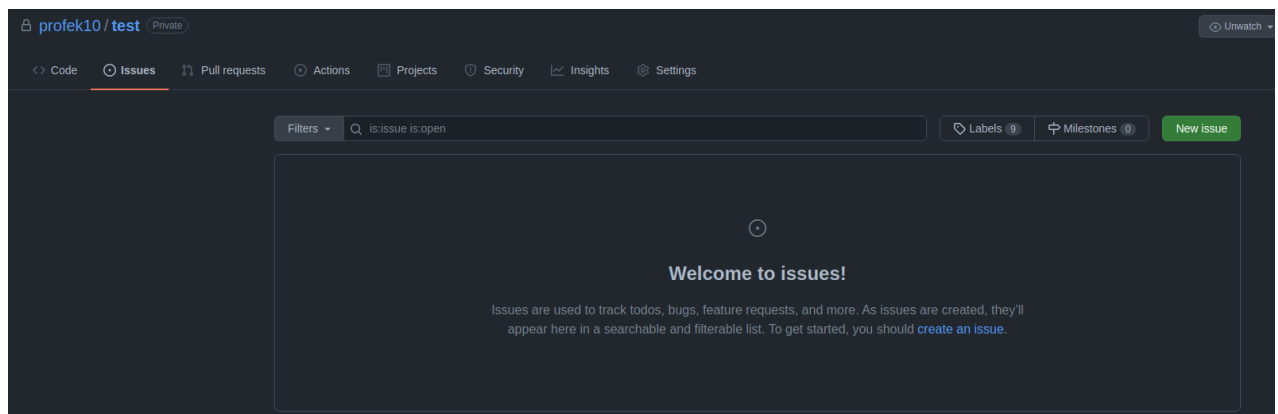 profek10 / test Private
Unwatch
Code Issues Pull requests Actions Projects Security Insights Settings
Filters is:issue is:open Labels 9 Milestones 0 New issue
Welcome to issues!
Issues are used to track todos, bugs, feature requests, and more. As issues are created, they'll
appear here in a searchable and filterable list. To get started, you should create an issue.